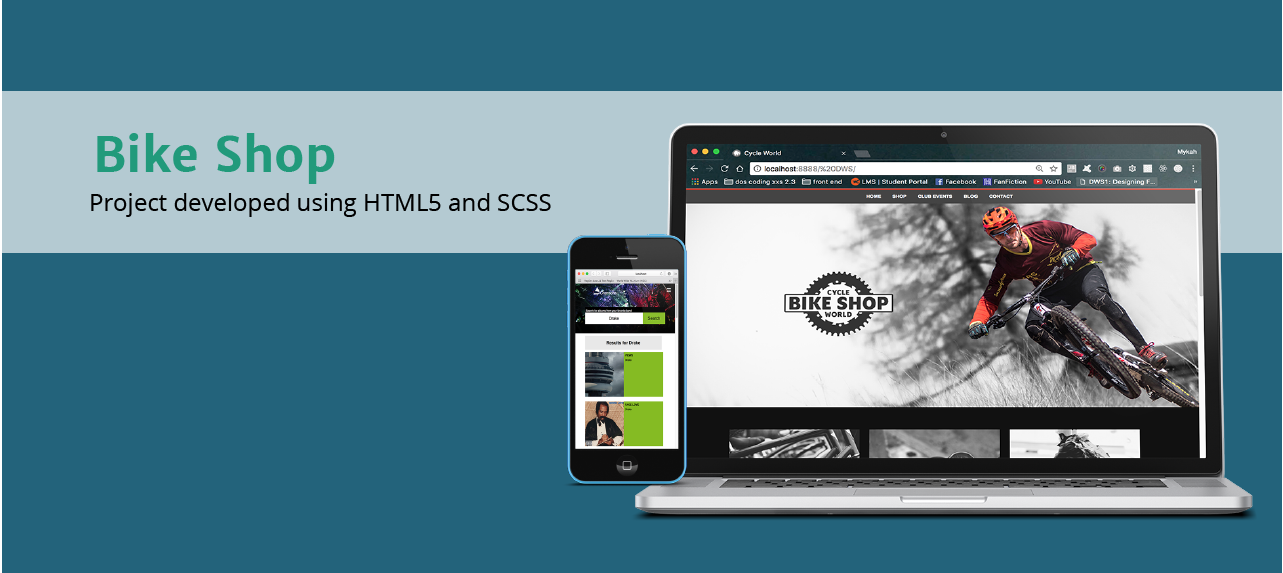 Bike Shop
Project developed using HTML5 and SCSS
Cycle World
Mykah
localhost:8888/%20DWS/
Apps dos coding xxs 2.3 front end LMS | Student Portal Facebook FanFiction YouTube DWS1: Designing F...
HOME SHOP CLUB EVENTS BLOG CONTACT
CYCLE
BIKE SHOP
WORLD
Drake Search
Results for Drake